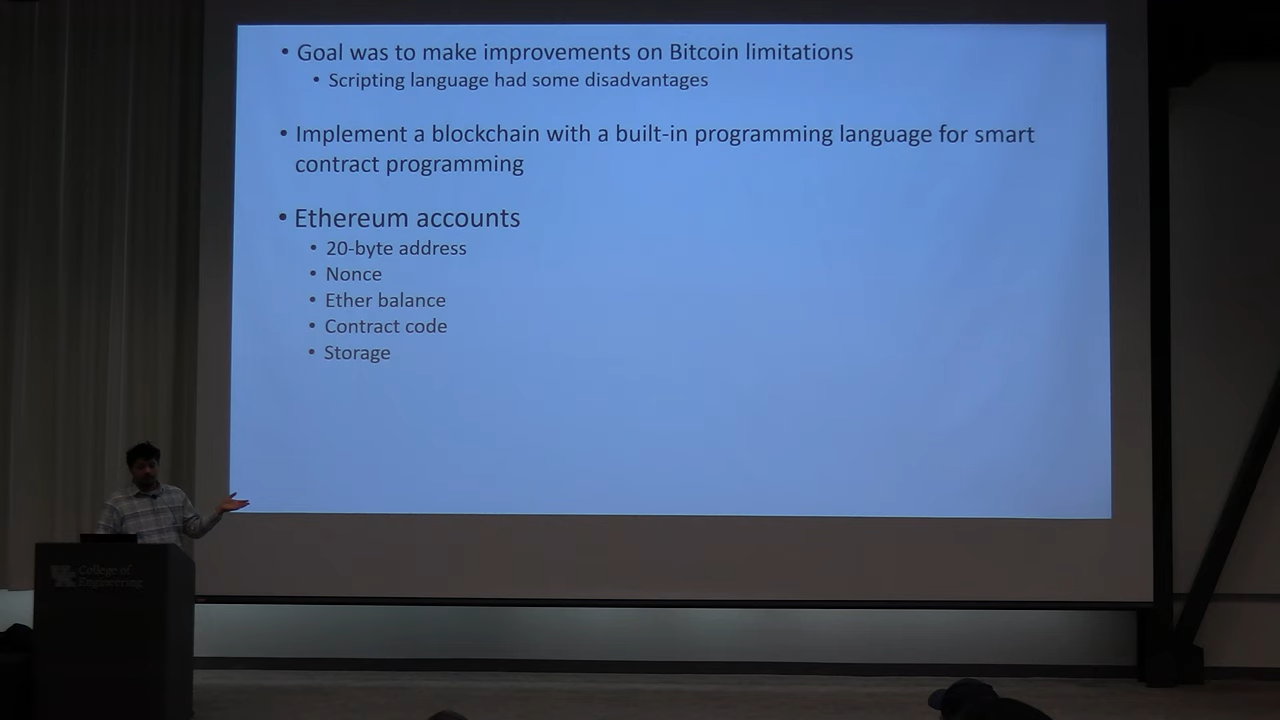 • Goal was to make improvements on Bitcoin limitations
• Scripting language had some disadvantages
• Implement a blockchain with a built-in programming language for smart
contract programming
• Ethereum accounts
• 20-byte address
• Nonce
• Ether balance
• Contract code
• Storage
UK College of
Engineering